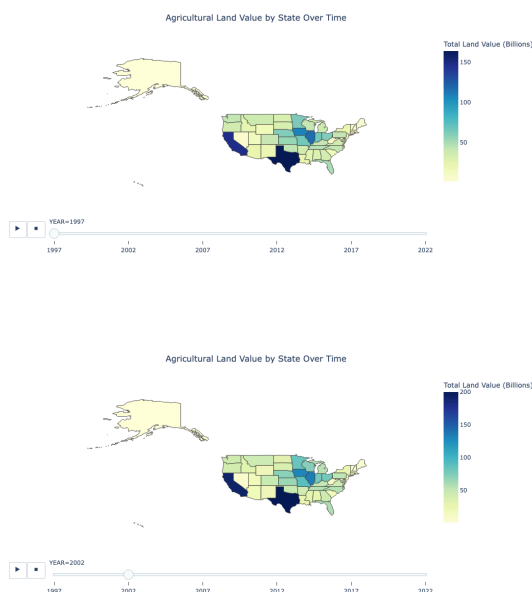 Agricultural Land Value by State Over Time
Total Land Value (Billions)
150
100
50
YEAR=1997
1997 2002 2007 2012 2017 2022
Agricultural Land Value by State Over Time
Total Land Value (Billions)
200
150
100
50
YEAR=2002
1997 2002 2007 2012 2017 2022